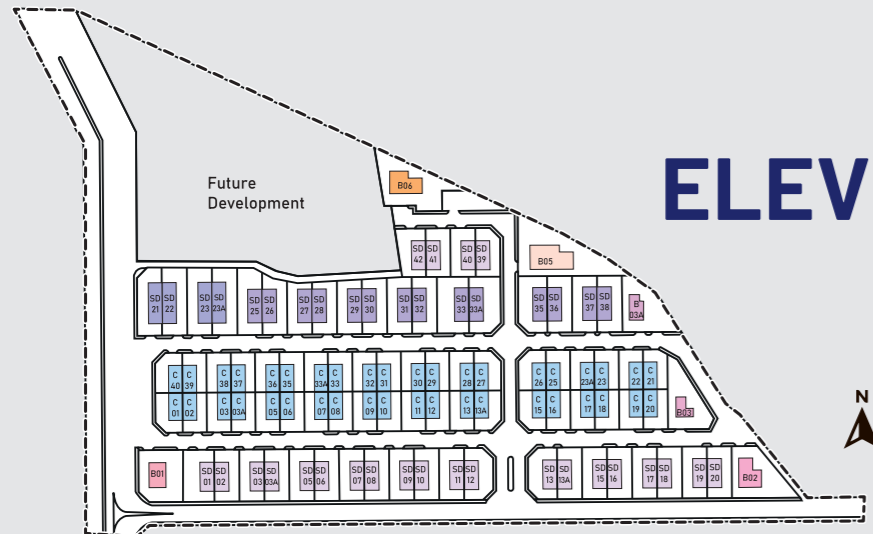 ELEV
Future
Development
B06
B05
SD 42 SD 41
SD 40 SD 39
SD 21 SD 22
SD 23 SD 23A
SD 25 SD 26
SD 27 SD 28
SD 29 SD 30
SD 31 SD 32
SD 33 SD 33A
SD 35 SD 36
SD 37 SD 38
B 03A
C 40 C 39
C 38 C 37
C 36 C 35
C 33A C 33
C 32 C 31
C 30 C 29
C 28 C 27
C 26 C 25
C 23A C 23
C 22 C 21
C 01 C 02
C 03 C 03A
C 05 C 06
C 07 C 08
C 09 C 10
C 11 C 12
C 13 C 13A
C 15 C 16
C 17 C 18
C 19 C 20
B03
N
B01
SD 01 SD 02
SD 03 SD 03A
SD 05 SD 06
SD 07 SD 08
SD 09 SD 10
SD 11 SD 12
SD 13 SD 13A
SD 15 SD 16
SD 17 SD 18
SD 19 SD 20
B02